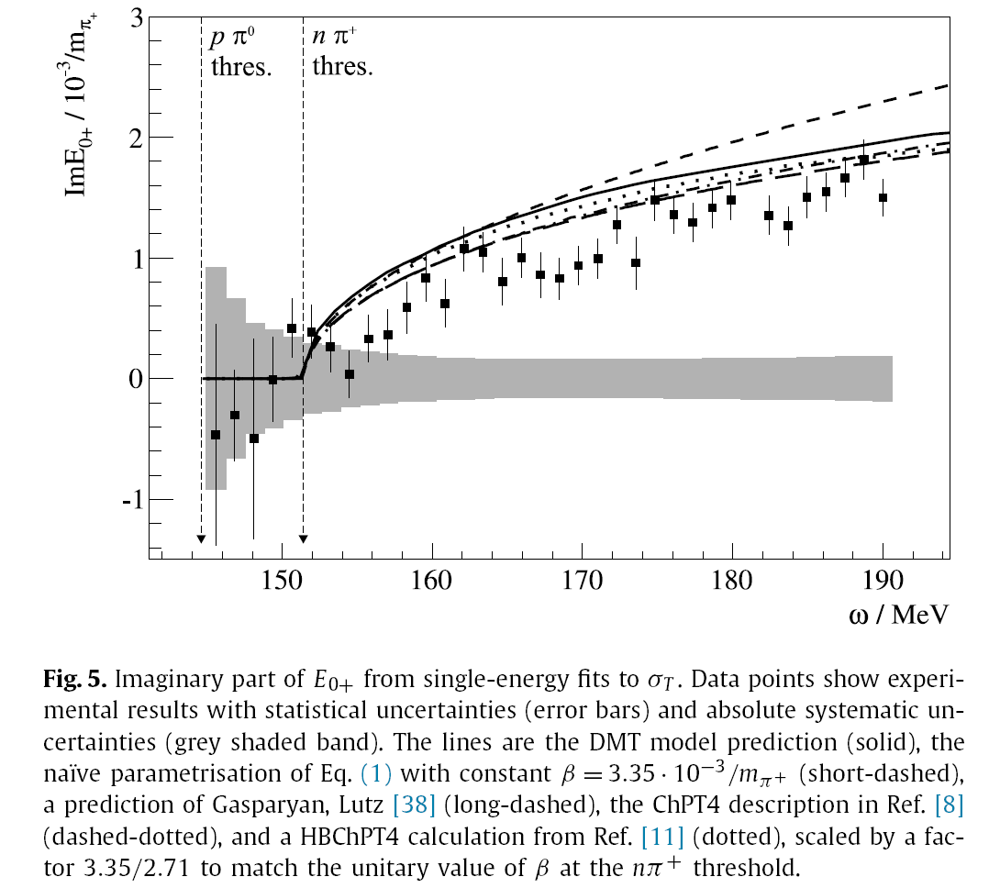 ImE₀₊ / 10⁻³/mπ₊
3
2
1
0
-1
p π⁰
thres.
n π⁺
thres.
150 160 170 180 190
ω / MeV
Fig. 5. Imaginary part of E₀₊ from single-energy fits to σ_T. Data points show experi-
mental results with statistical uncertainties (error bars) and absolute systematic un-
certainties (grey shaded band). The lines are the DMT model prediction (solid), the
naïve parametrisation of Eq. (1) with constant β = 3.35 · 10⁻³/mπ⁺ (short-dashed),
a prediction of Gasparyan, Lutz [38] (long-dashed), the ChPT4 description in Ref. [8]
(dashed-dotted), and a HBChPT4 calculation from Ref. [11] (dotted), scaled by a fac-
tor 3.35/2.71 to match the unitary value of β at the nπ⁺ threshold.